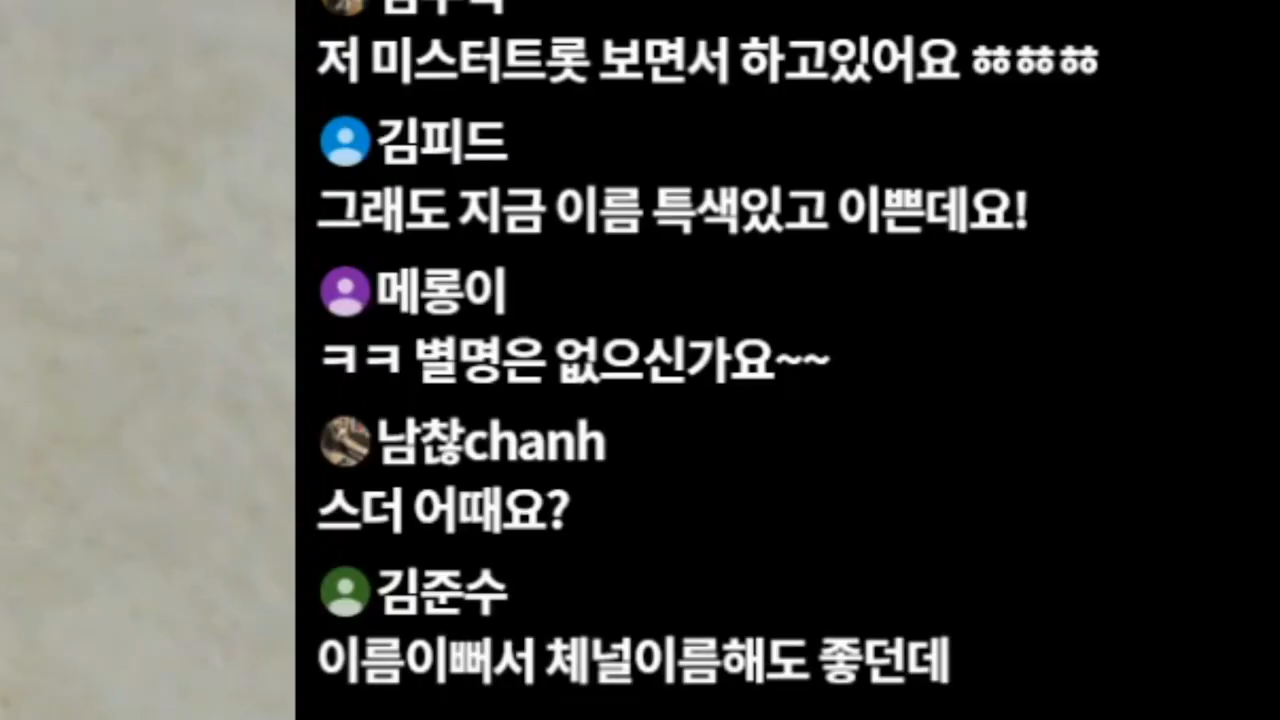 저 미스터트롯 보면서 하고있어요 ㆅㆅㆅ
김피드
그래도 지금 이름 특색있고 이쁜데요!
메롱이
ㅋㅋ 별명은 없으신가요~~
남찮chanh
스더 어때요?
김준수
이름이뻐서 체널이름해도 좋던데